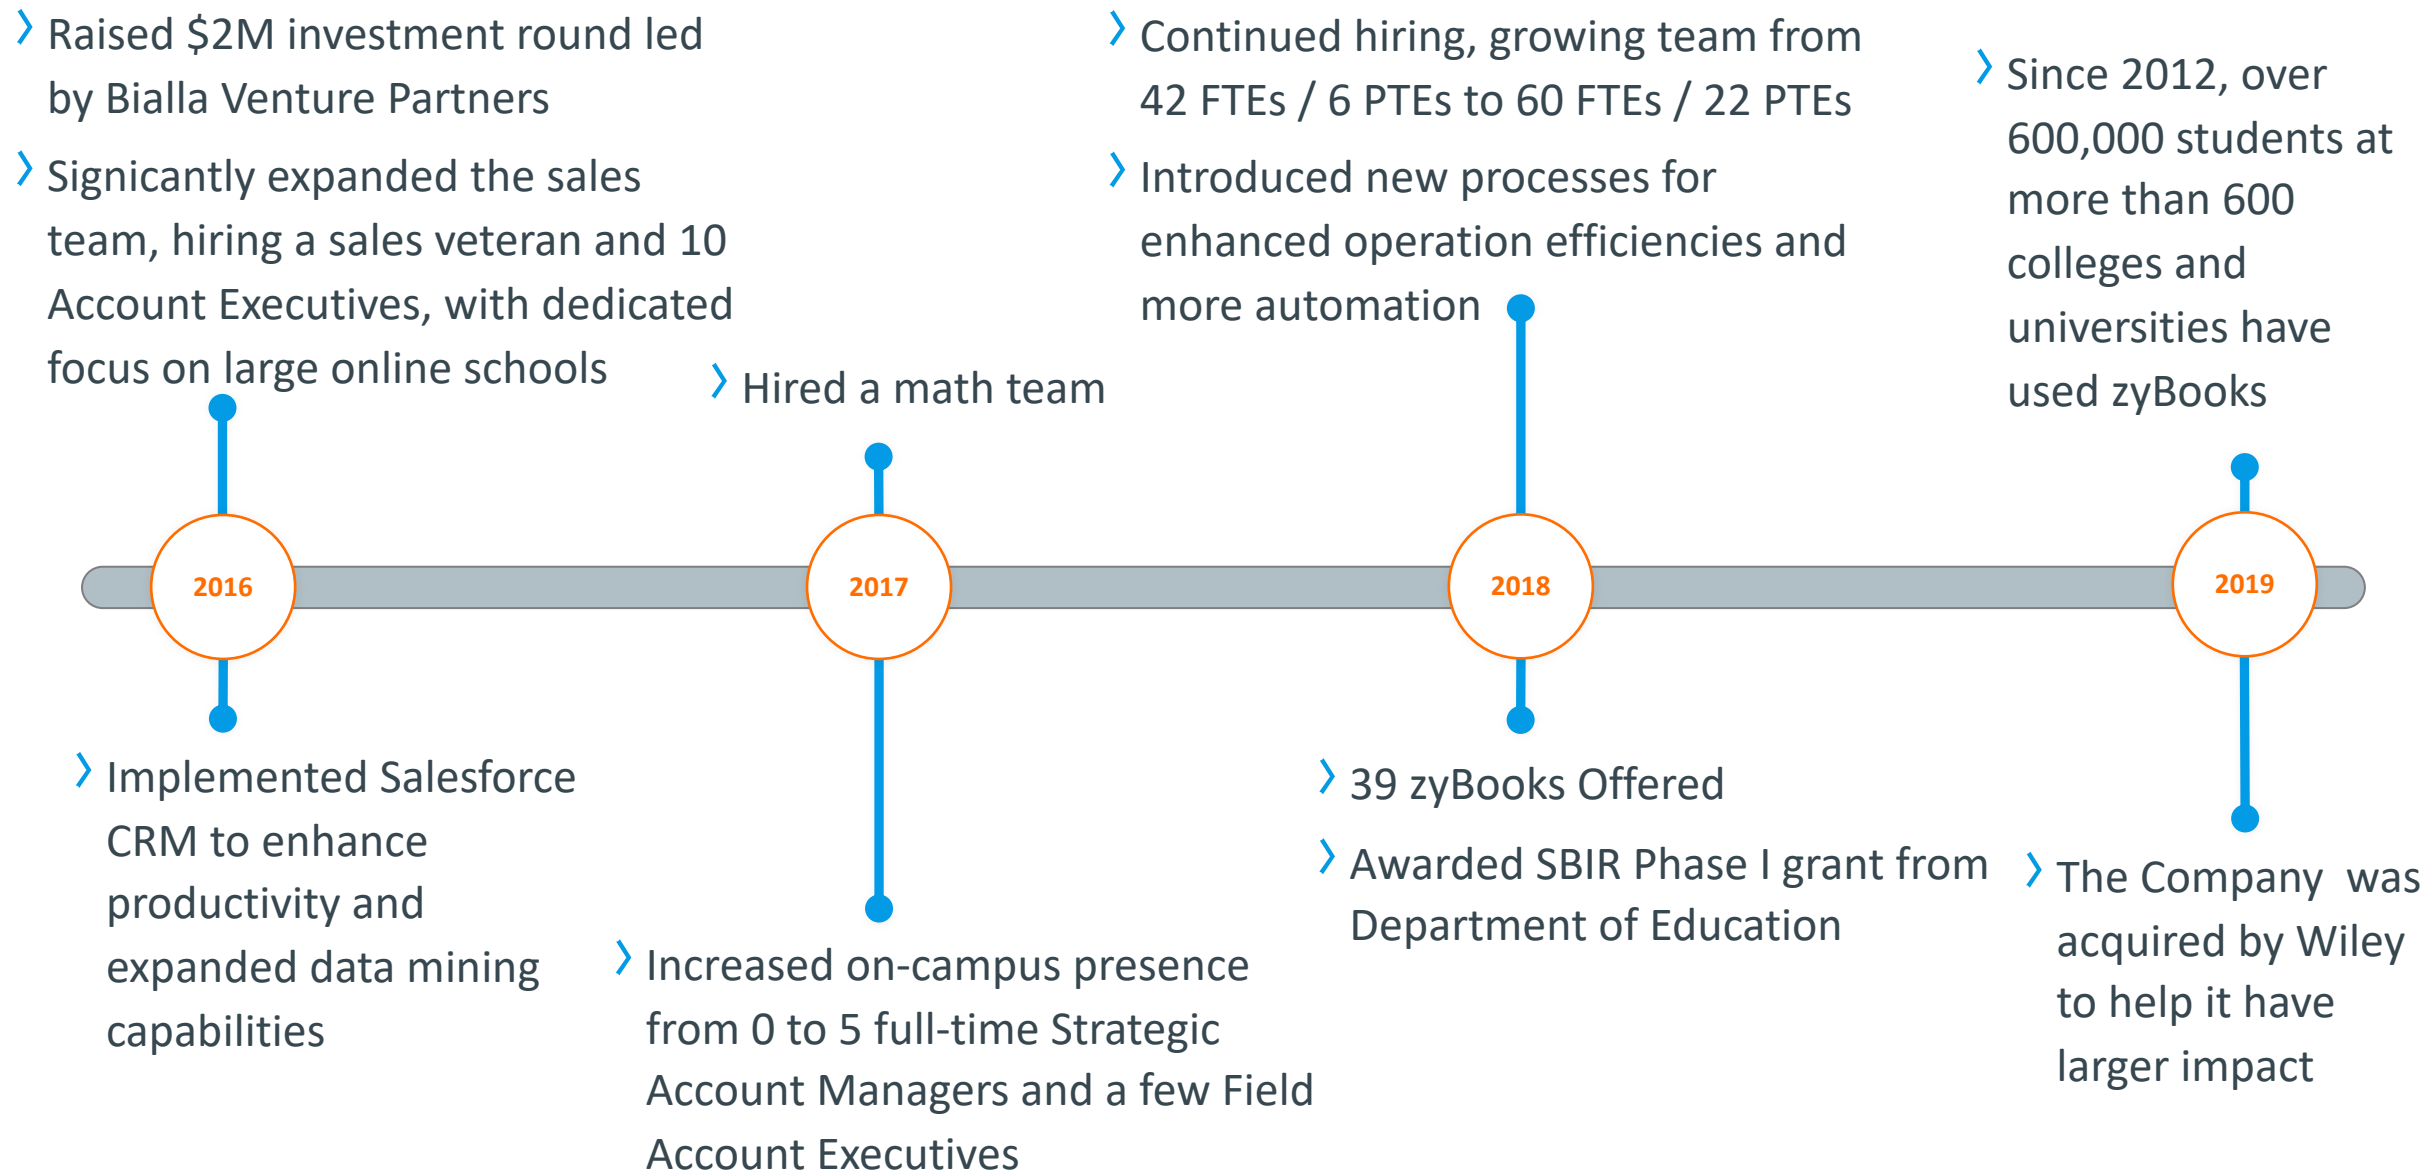 Raised $2M investment round led
by Bialla Venture Partners
Signicantly expanded the sales
team, hiring a sales veteran and 10
Account Executives, with dedicated
focus on large online schools
Hired a math team
Continued hiring, growing team from
42 FTEs / 6 PTEs to 60 FTEs / 22 PTEs
Introduced new processes for
enhanced operation efficiencies and
more automation
Since 2012, over
600,000 students at
more than 600
colleges and
universities have
used zyBooks
2016
2017
2018
2019
Implemented Salesforce
CRM to enhance
productivity and
expanded data mining
capabilities
Increased on-campus presence
from 0 to 5 full-time Strategic
Account Managers and a few Field
Account Executives
39 zyBooks Offered
Awarded SBIR Phase I grant from
Department of Education
The Company  was
acquired by Wiley
to help it have
larger impact